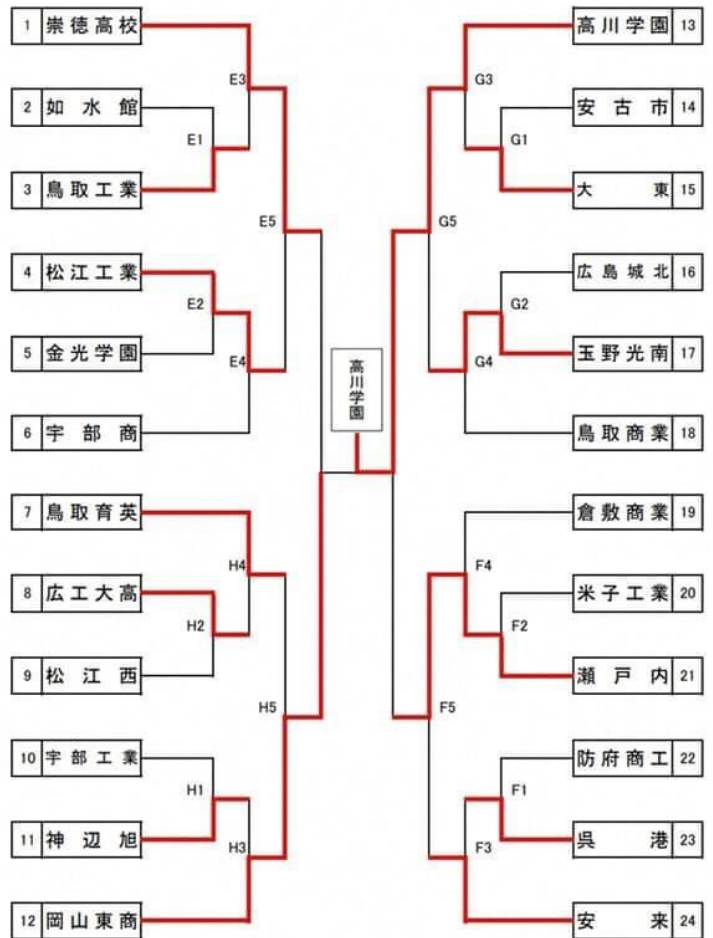 1 崇徳高校
2 如水館
3 鳥取工業
4 松江工業
5 金光学園
6 宇部商
7 鳥取育英
8 広工大高
9 松江西
10 宇部工業
11 神辺旭
12 岡山東商
E3
E1
E5
E2
E4
H4
H2
H5
H1
H3
高川学園
G3
G1
G5
G2
G4
F4
F2
F5
F1
F3
高川学園 13
安古市 14
大東 15
広島城北 16
玉野光南 17
鳥取商業 18
倉敷商業 19
米子工業 20
瀬戸内 21
防府商工 22
呉港 23
安来 24